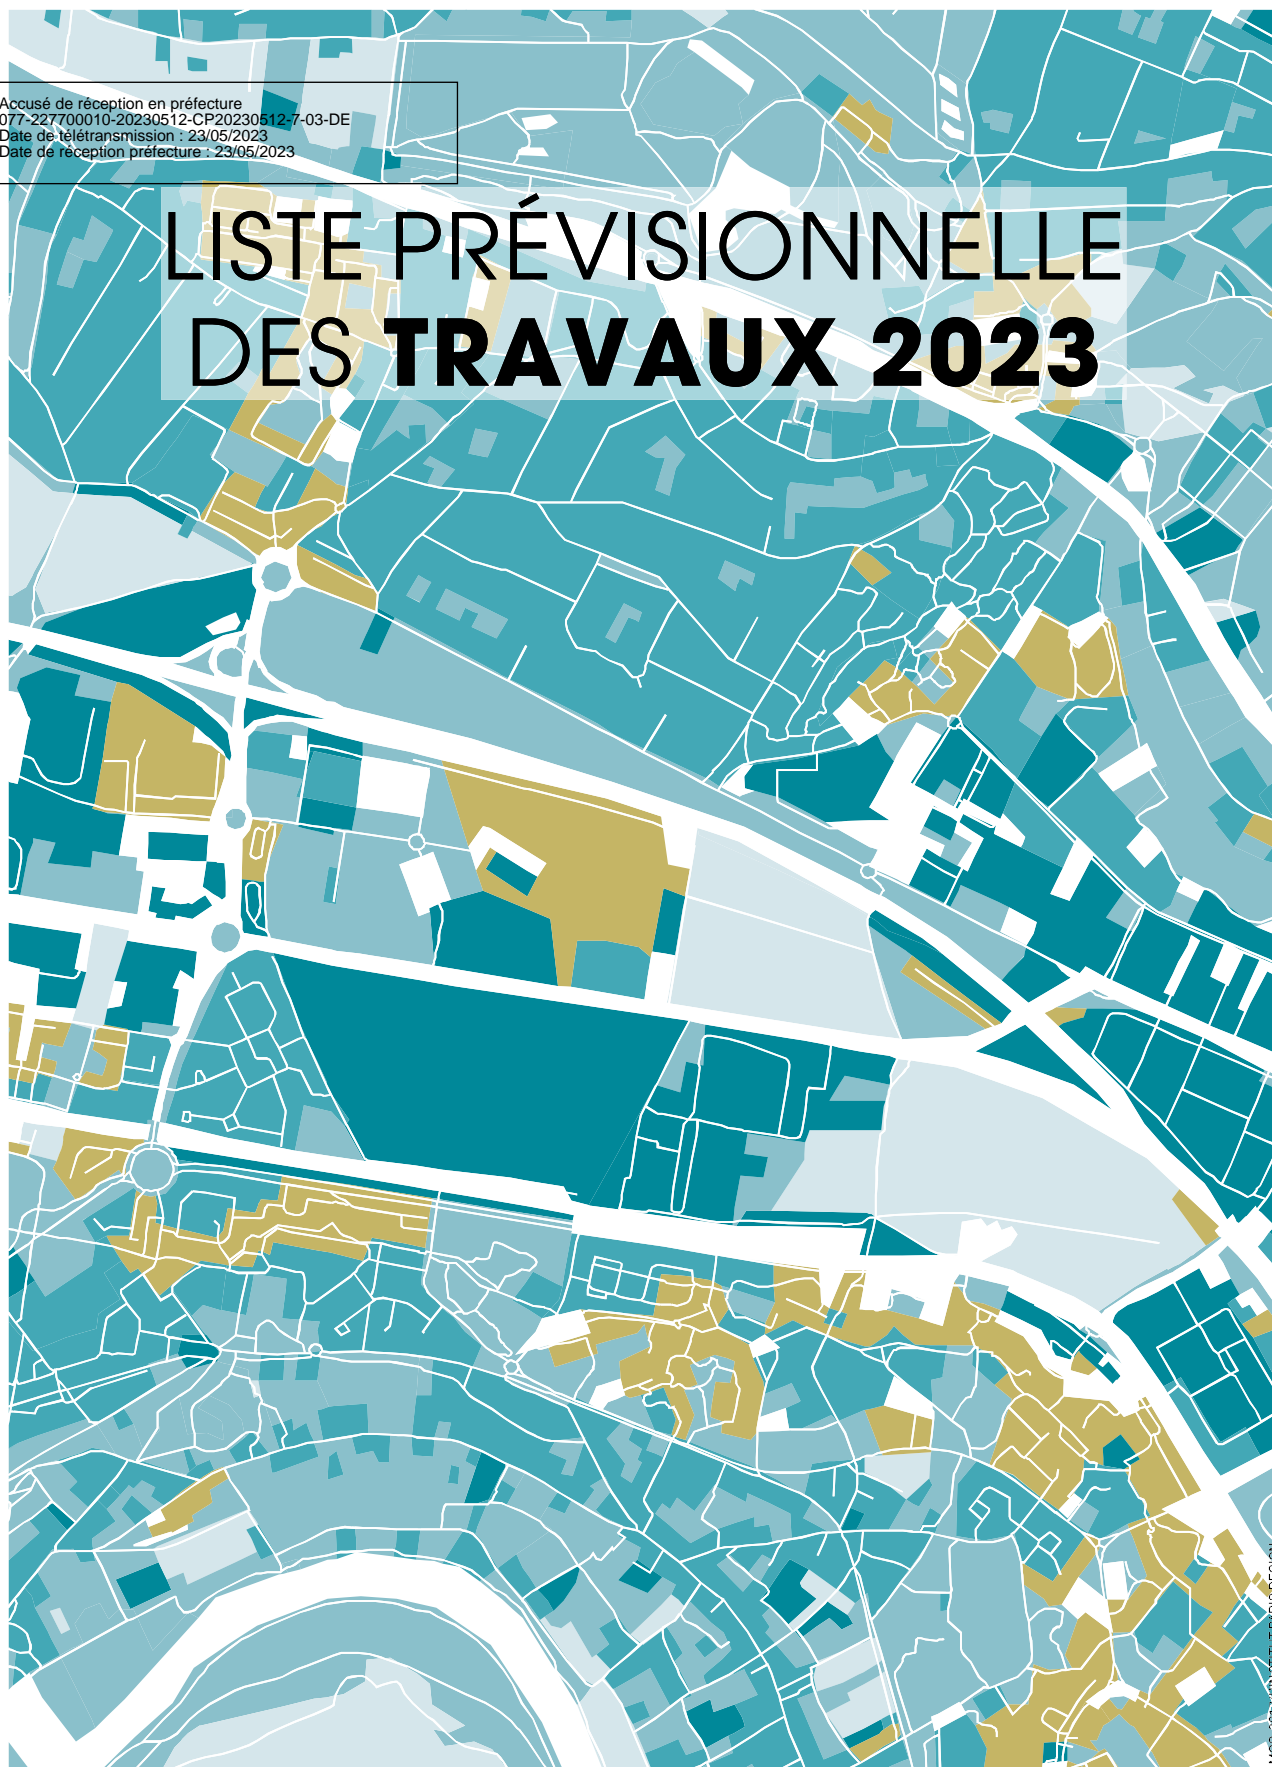 Accusé de réception en préfecture
077-227700010-20230512-CP20230512-7-03-DE
Date de télétransmission : 23/05/2023
Date de réception préfecture : 23/05/2023
LISTE PRÉVISIONNELLE
DES TRAVAUX 2023